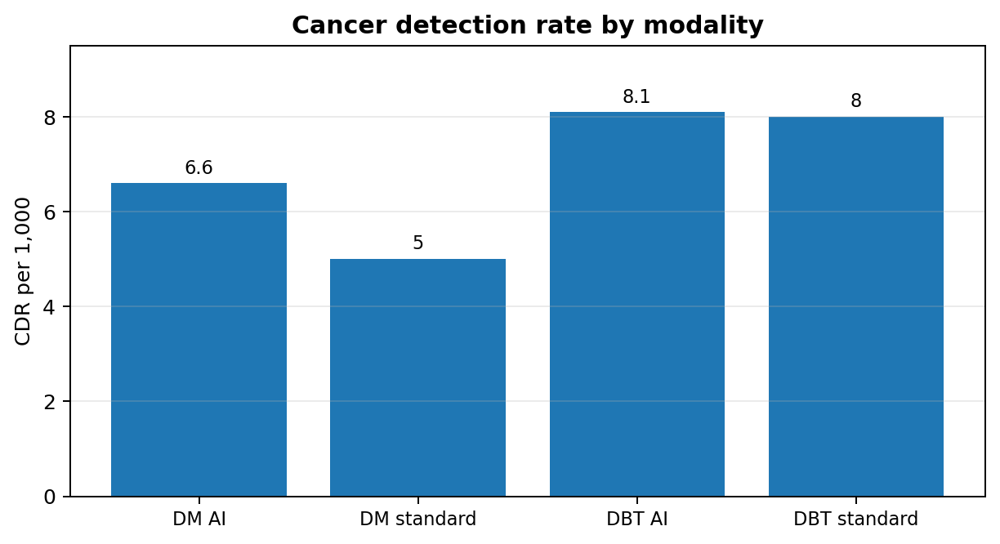 Cancer detection rate by modality
CDR per 1,000
8
6
4
2
0
6.6
5
8.1
8
DM AI
DM standard
DBT AI
DBT standard